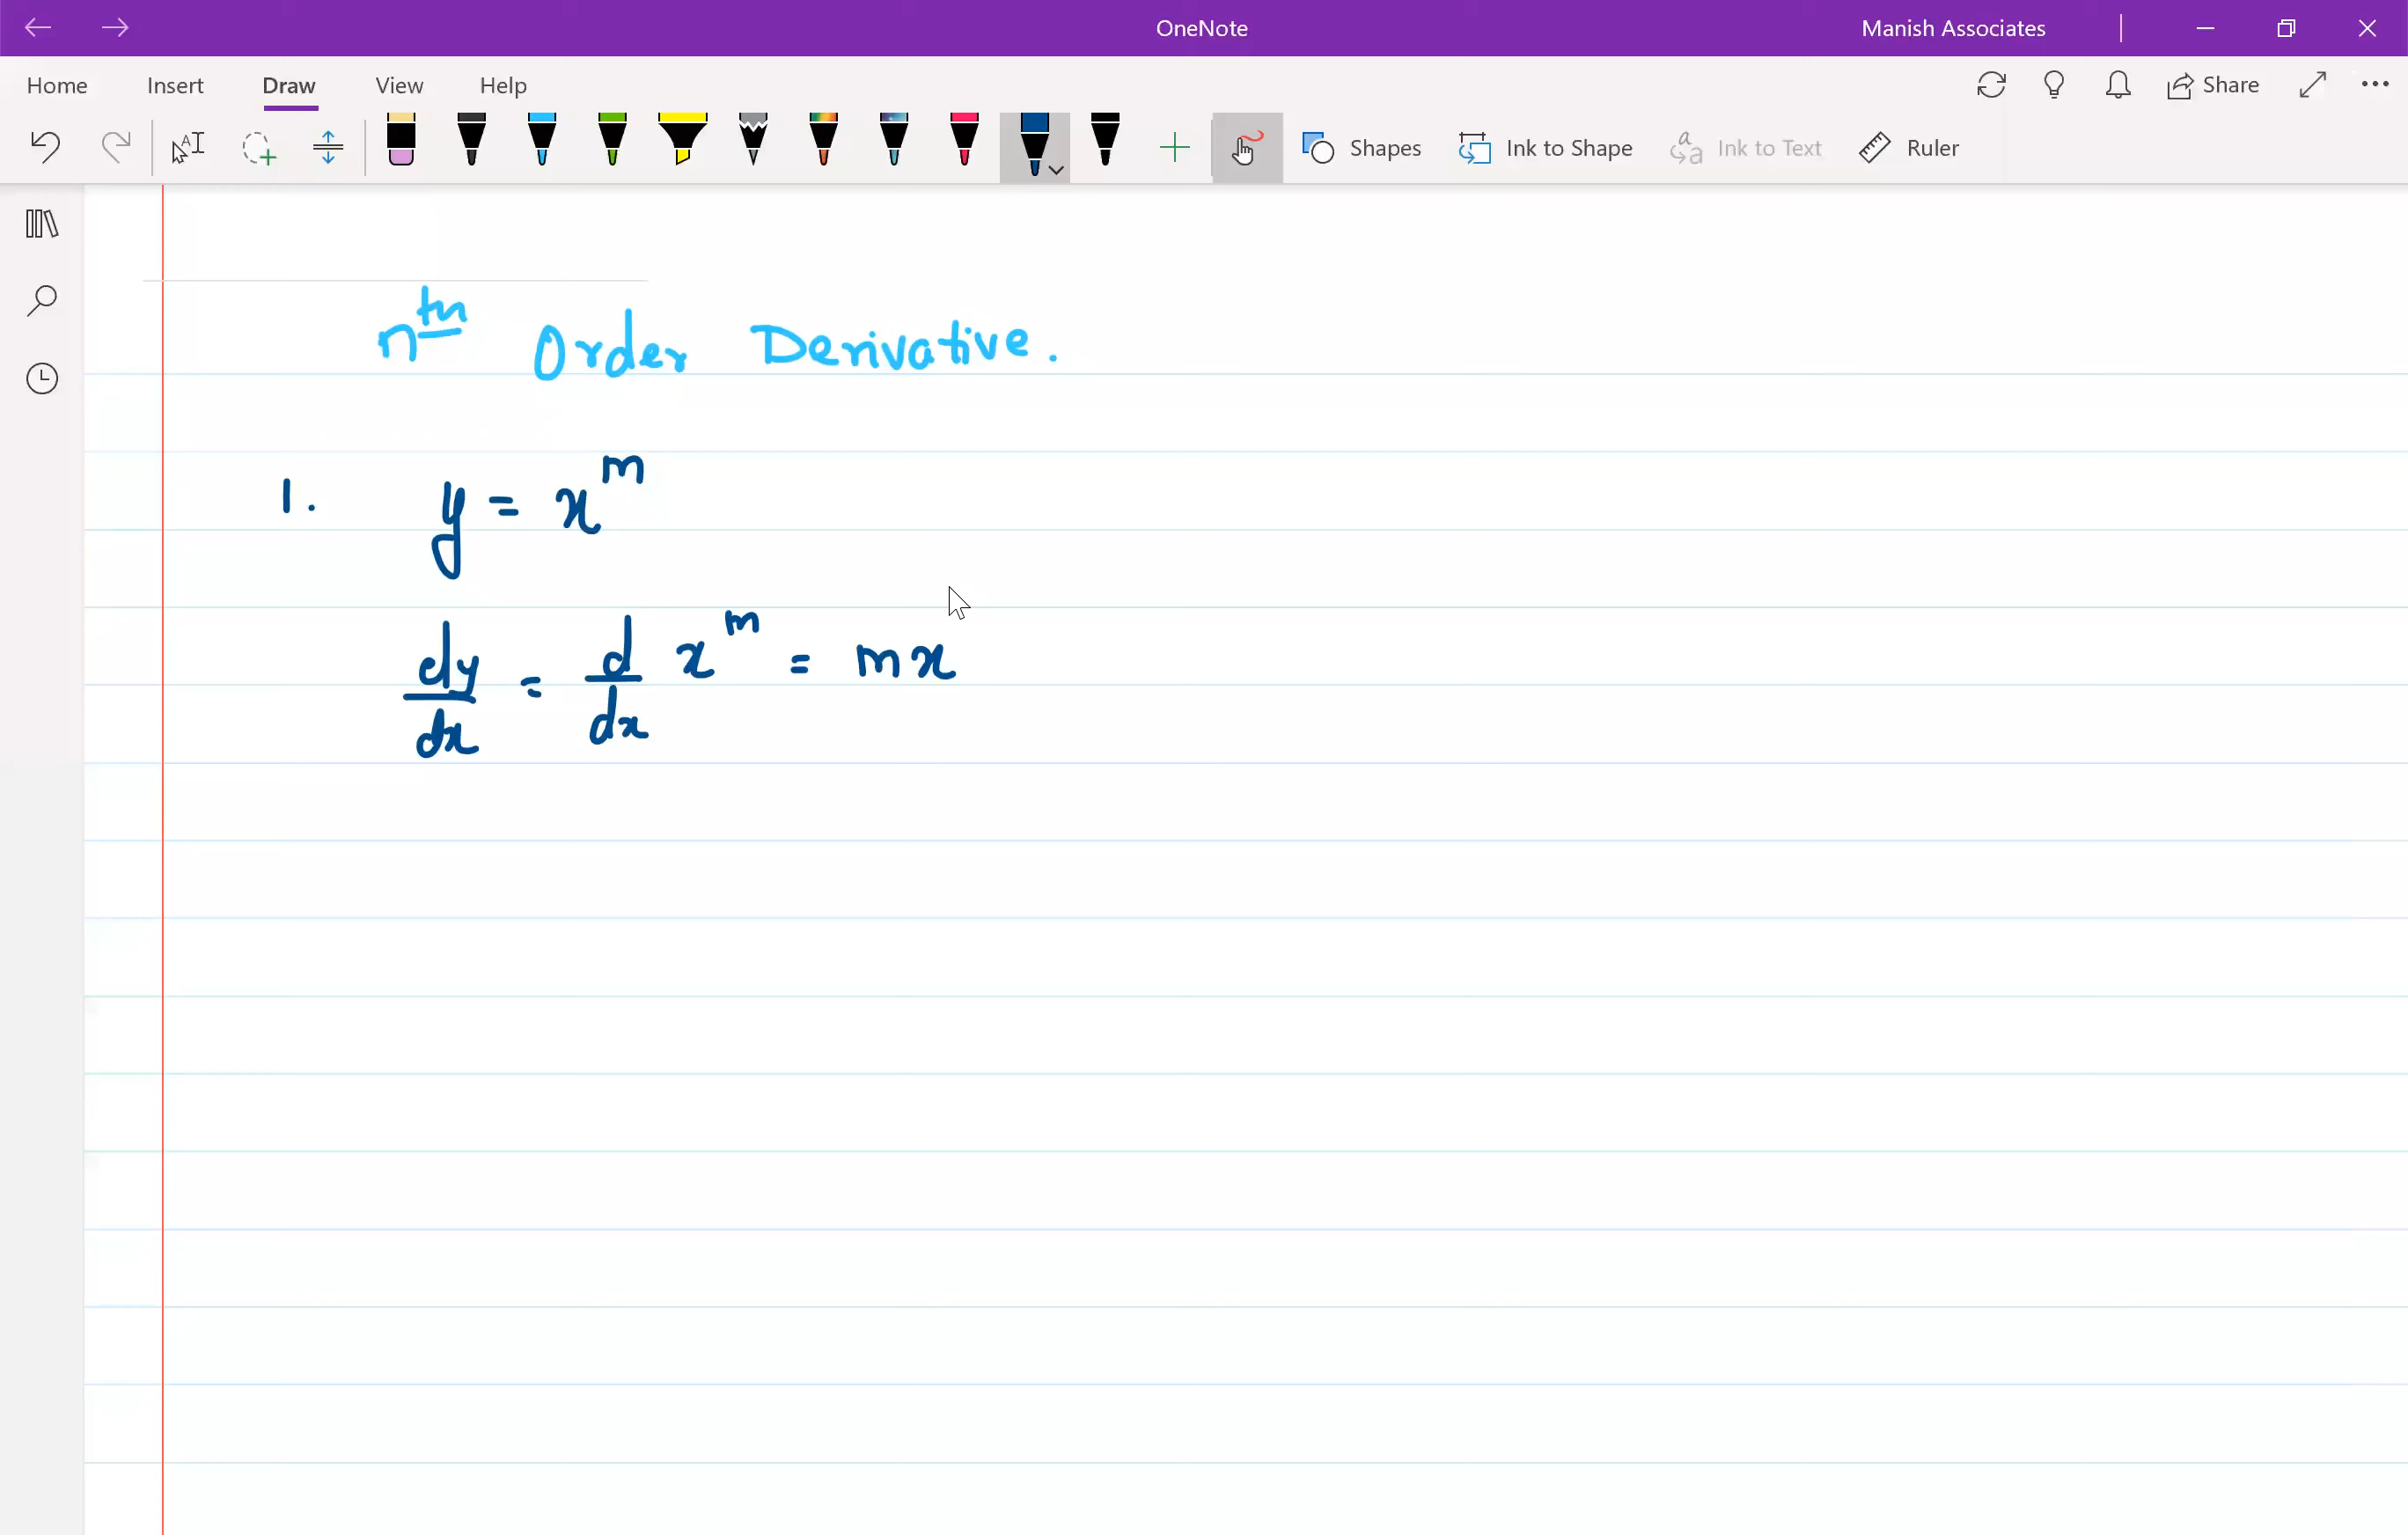 OneNote Manish Associates
Home Insert Draw View Help Share
Shapes Ink to Shape Ink to Text Ruler
nth Order Derivative.
1. y = x^m
dy/dx = d/dx x^m = mx